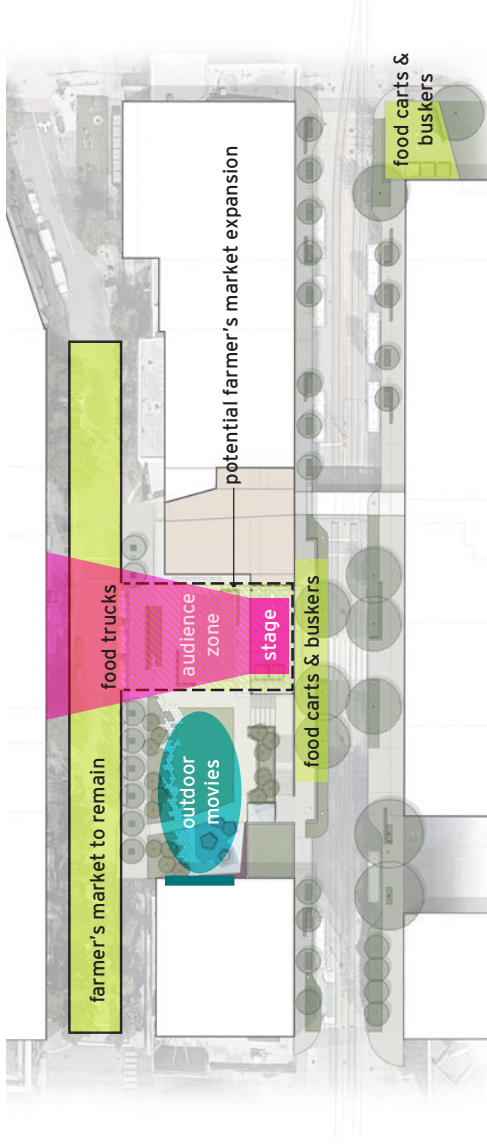 farmer's market to remain
food trucks
outdoor
movies
audience
zone
potential farmer's market expansion
stage
food carts & buskers
food carts &
buskers